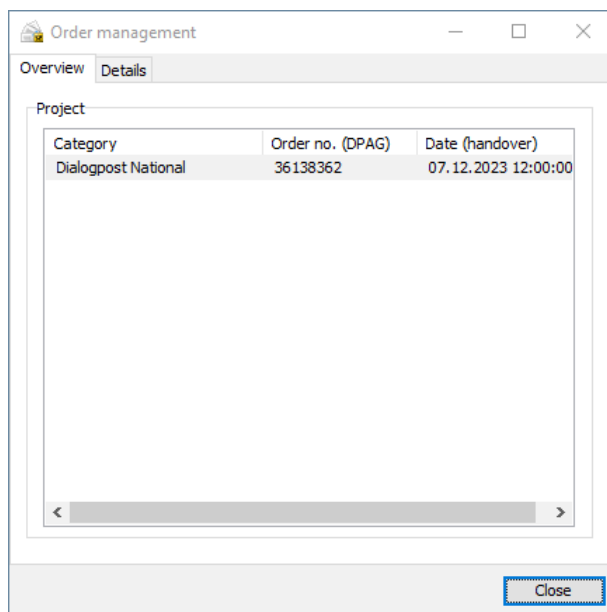 Order management
Overview Details
Project
Category Order no. (DPAG) Date (handover)
Dialogpost National 36138362 07.12.2023 12:00:00
Close